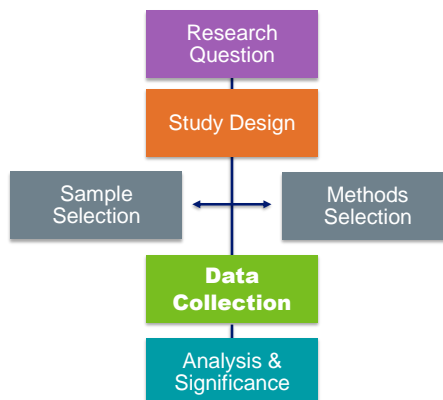 Research
Question
Study Design
Sample
Selection
Methods
Selection
Data
Collection
Analysis &
Significance